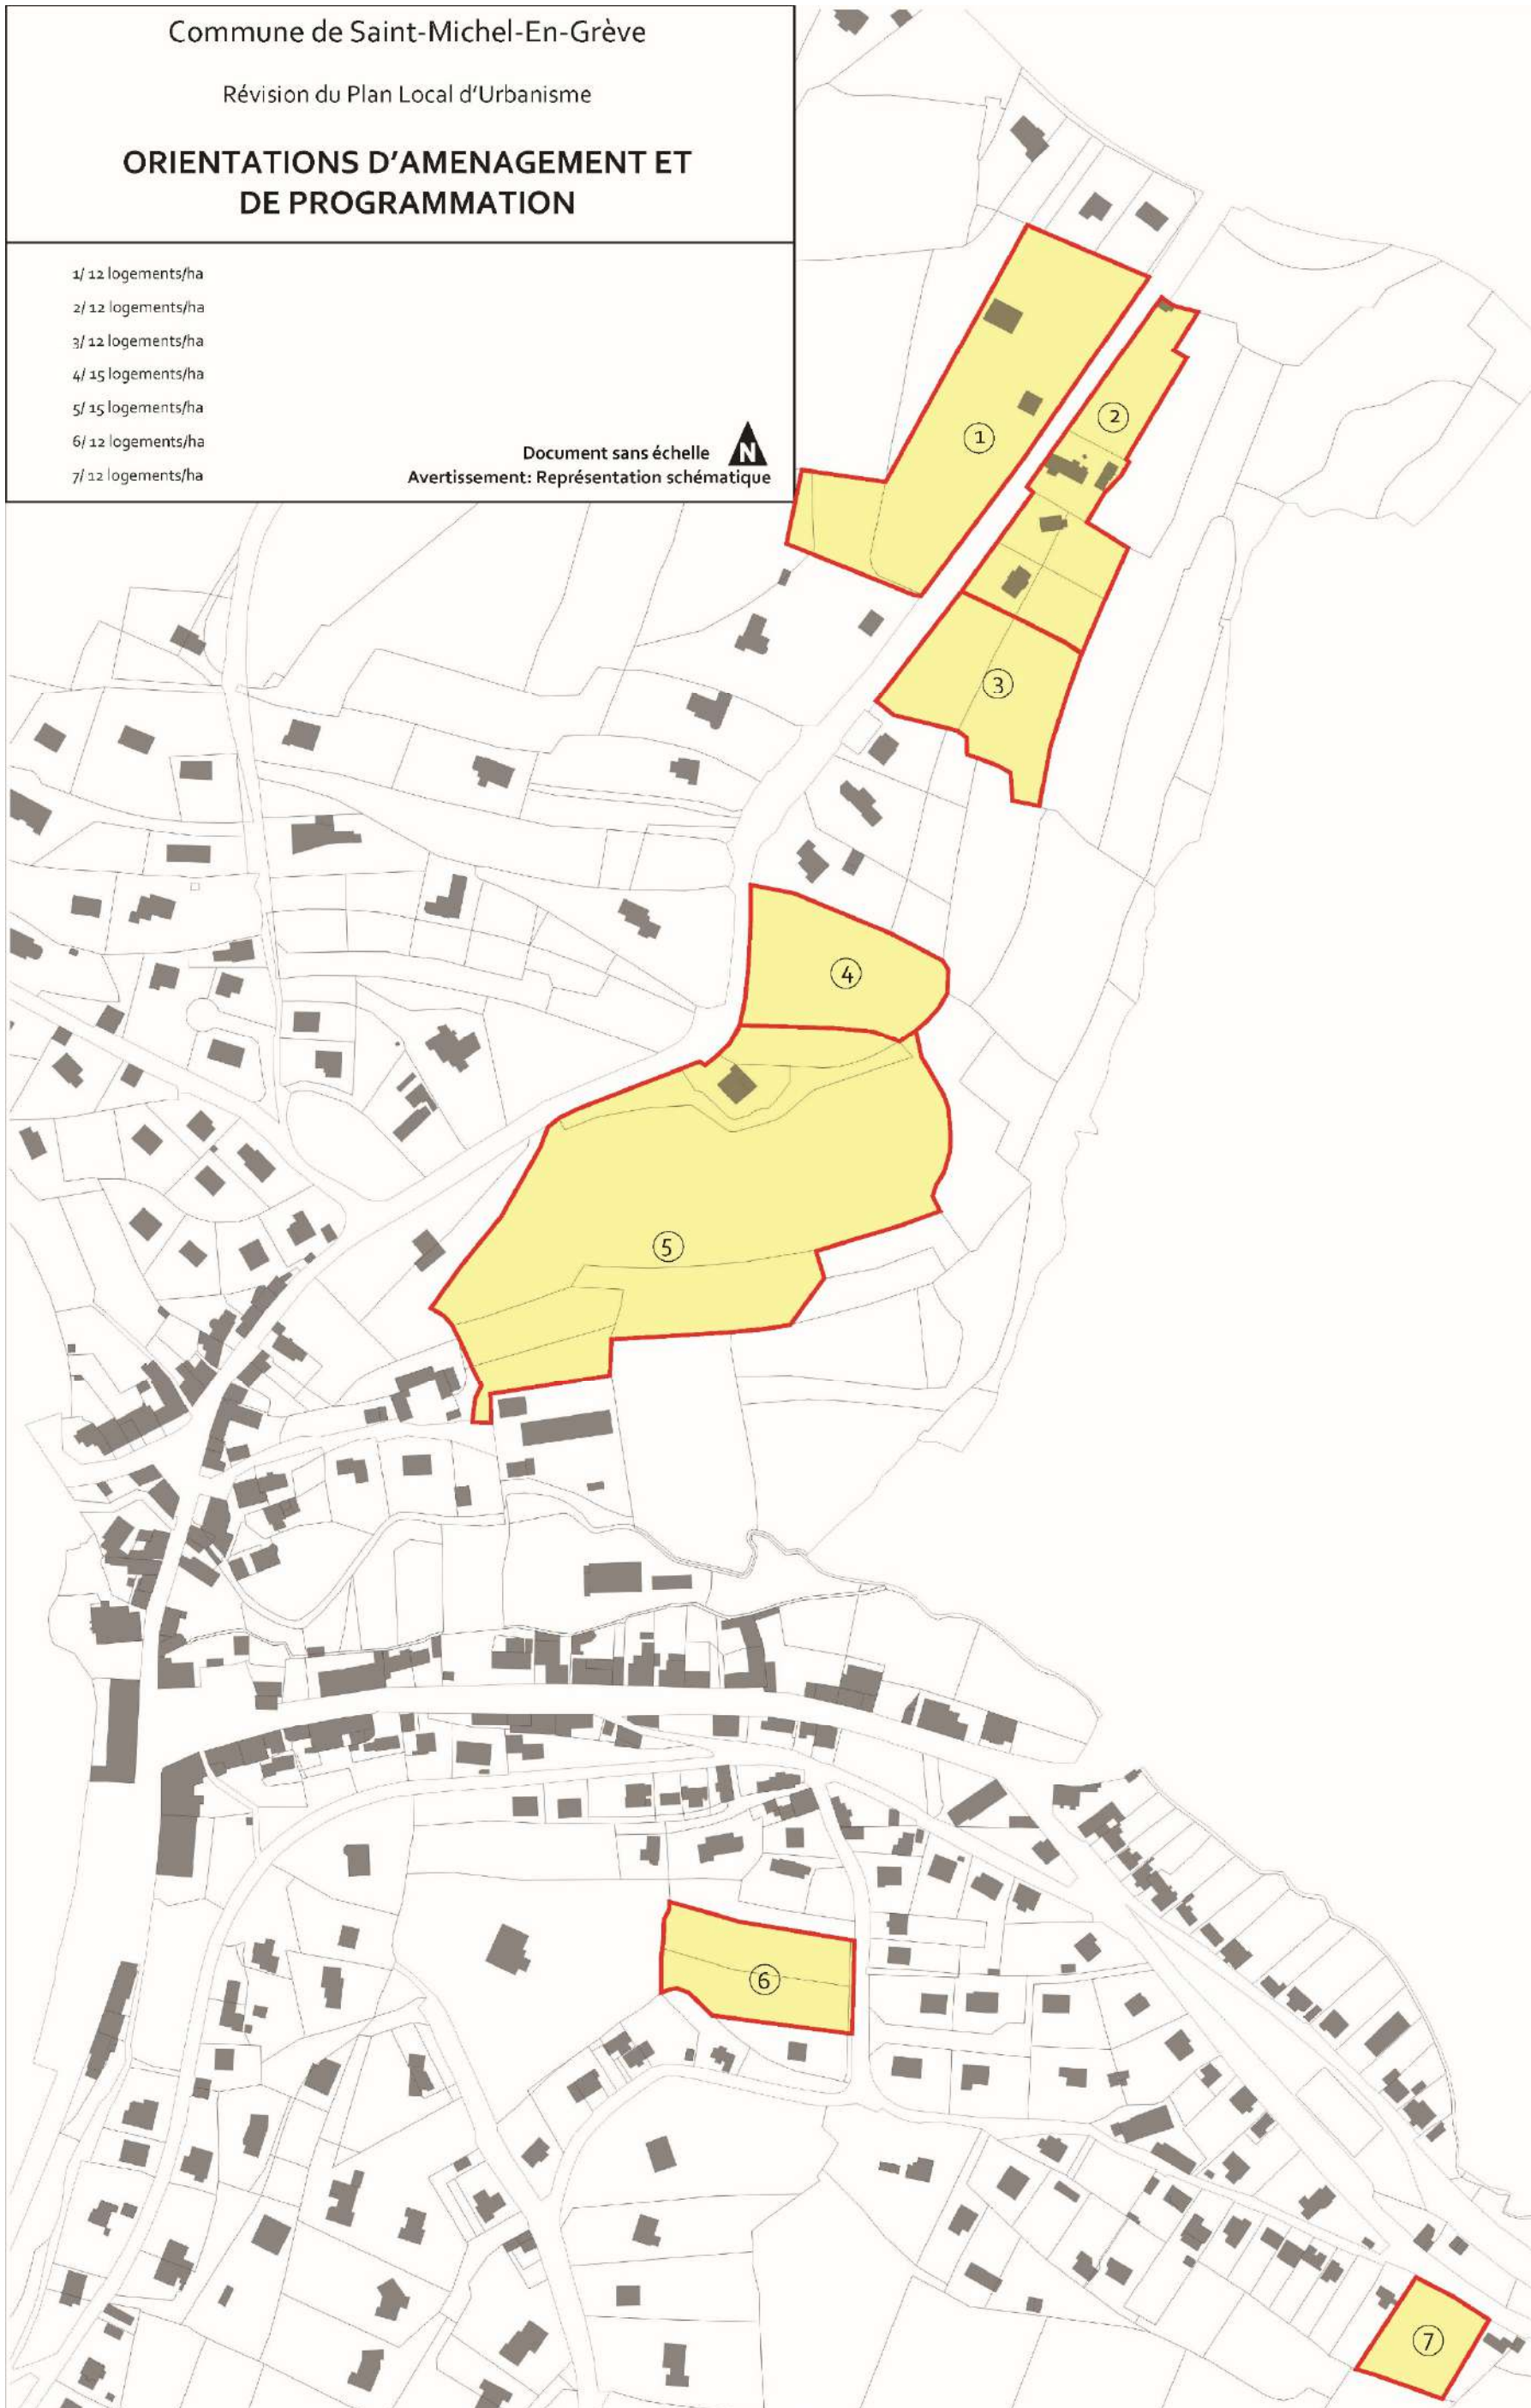 Commune de Saint-Michel-En-Grève
Révision du Plan Local d'Urbanisme
ORIENTATIONS D'AMENAGEMENT ET
DE PROGRAMMATION
1/ 12 logements/ha
2/ 12 logements/ha
3/ 12 logements/ha
4/ 15 logements/ha
5/ 15 logements/ha
6/ 12 logements/ha
7/ 12 logements/ha
Document sans échelle
N
Avertissement: Représentation schématique
1
2
3
4
5
6
7